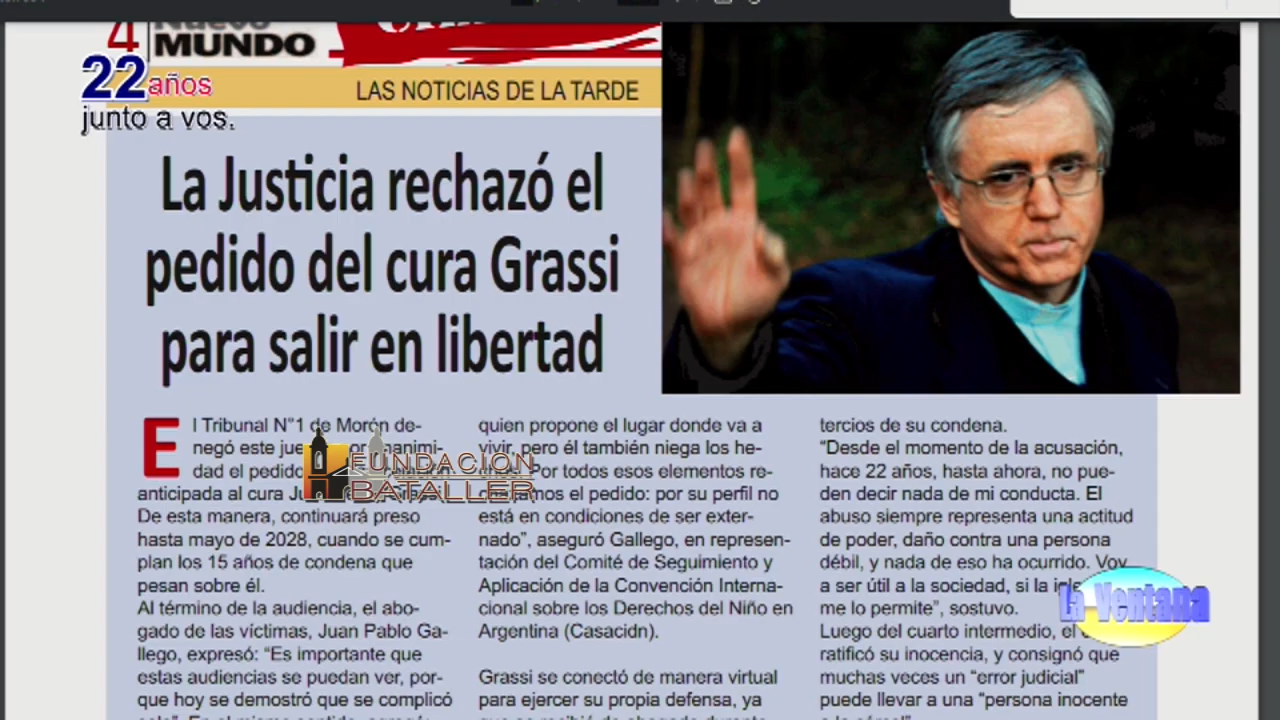 4
Nuevo
MUNDO
22 años
junto a vos.
LAS NOTICIAS DE LA TARDE
La Justicia rechazó el
pedido del cura Grassi
para salir en libertad
El Tribunal N°1 de Morón de-
negó este jue
dad el pedido
anticipada al cura
De esta manera, continuará preso
hasta mayo de 2028, cuando se cum-
plan los 15 años de condena que
pesan sobre él.
Al término de la audiencia, el abo-
gado de las víctimas, Juan Pablo Ga-
llego, expresó: “Es importante que
estas audiencias se puedan ver, por-
que hoy se demostró que se complicó
quien propone el lugar donde va a
vivir, pero él también niega los he-
Por todos esos elementos re-
el pedido: por su perfil no
está en condiciones de ser exter-
nado”, aseguró Gallego, en represen-
tación del Comité de Seguimiento y
Aplicación de la Convención Interna-
cional sobre los Derechos del Niño en
Argentina (Casacidn).
Grassi se conectó de manera virtual
para ejercer su propia defensa, ya
tercios de su condena.
“Desde el momento de la acusación,
hace 22 años, hasta ahora, no pue-
den decir nada de mi conducta. El
abuso siempre representa una actitud
de poder, daño contra una persona
débil, y nada de eso ha ocurrido. Voy
a ser útil a la sociedad, si la
me lo permite”, sostuvo.
Luego del cuarto intermedio, el
ratificó su inocencia, y consignó que
muchas veces un “error judicial”
puede llevar a una “persona inocente
FUNDACION
BATALLER
La Ventana